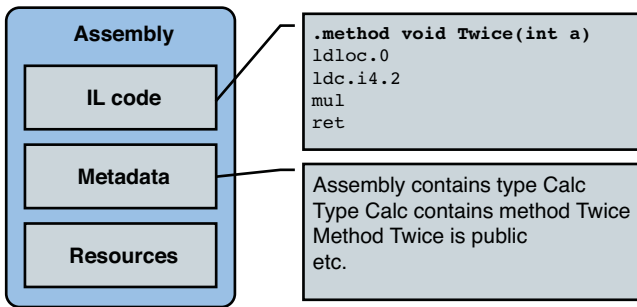 Assembly
IL code
Metadata
Resources
.method void Twice(int a)
ldloc.0
ldc.i4.2
mul
ret
Assembly contains type Calc
Type Calc contains method Twice
Method Twice is public
etc.